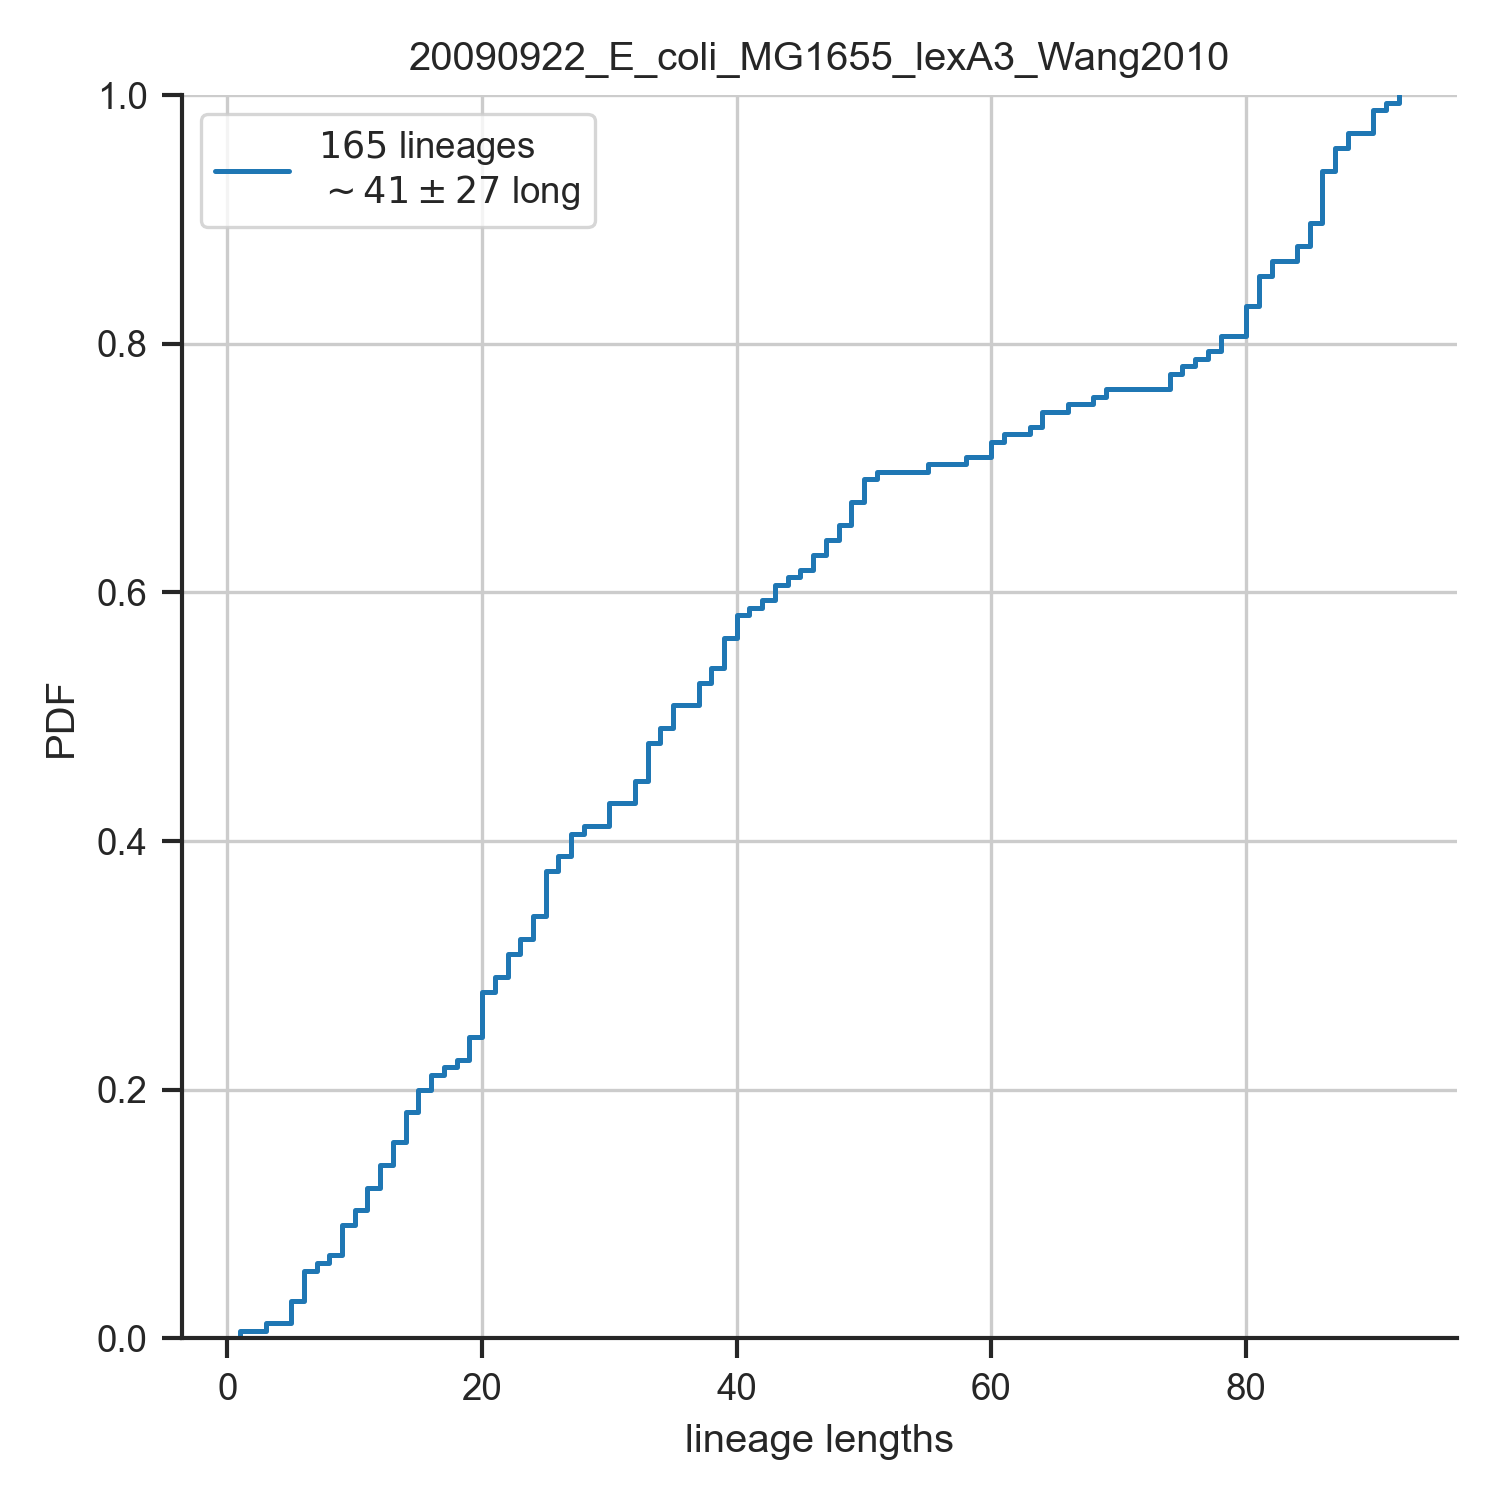 20090922_E_coli_MG1655_lexA3_Wang2010
165 lineages
~41±27 long
1.0
0.8
0.6
0.4
0.2
0.0
PDF
0 20 40 60 80
lineage lengths